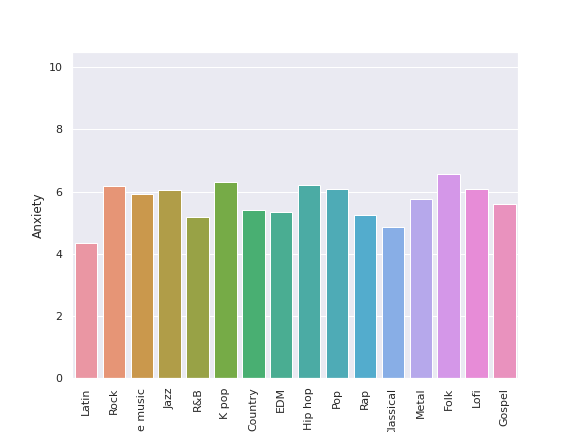 10
8
6
4
2
0
Anxiety
Latin
Rock
e music
Jazz
R&B
K pop
Country
EDM
Hip hop
Pop
Rap
lassical
Metal
Folk
Lofi
Gospel